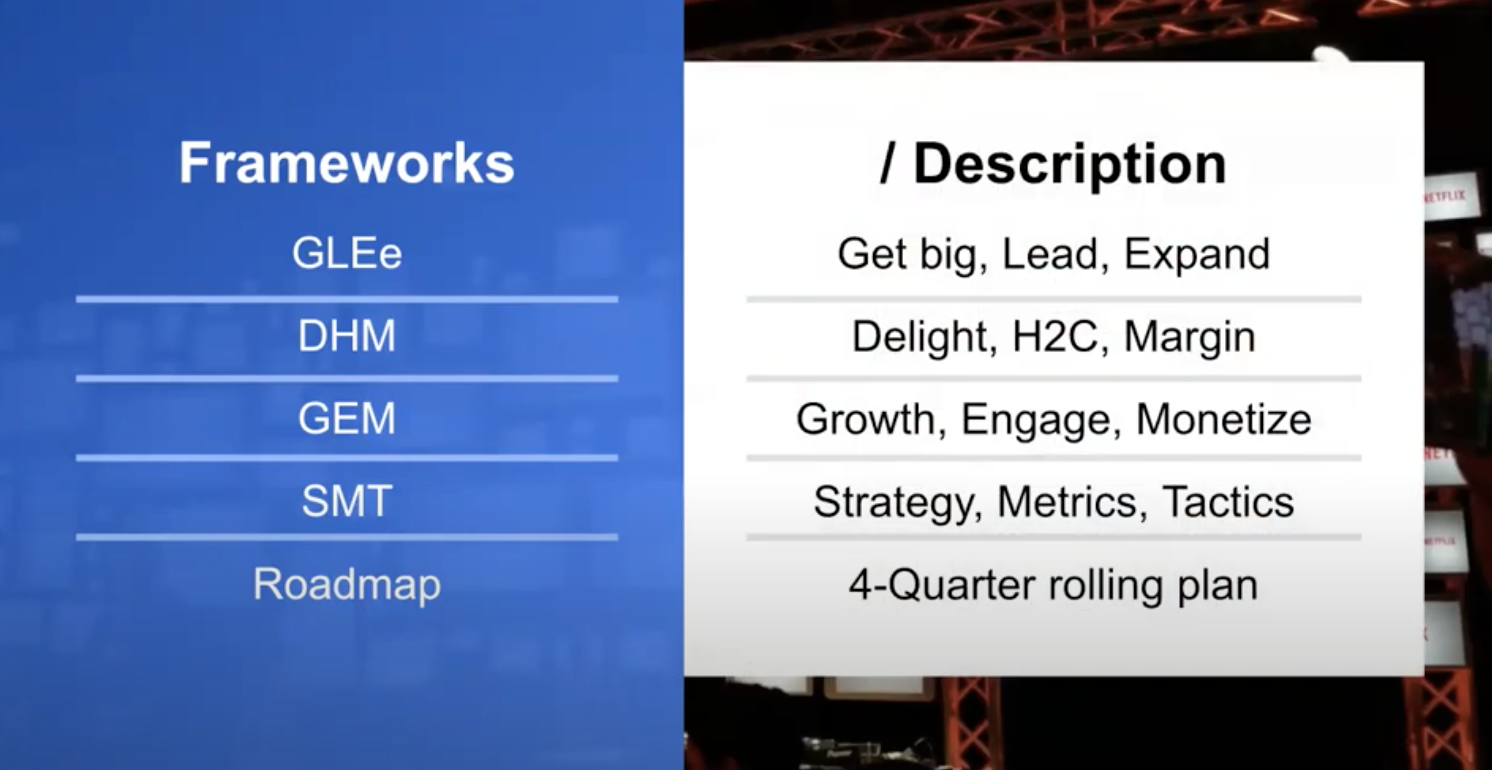 Frameworks
/ Description
GLEe
Get big, Lead, Expand
DHM
Delight, H2C, Margin
GEM
Growth, Engage, Monetize
SMT
Strategy, Metrics, Tactics
Roadmap
4-Quarter rolling plan
NETFLIX
NETFLIX